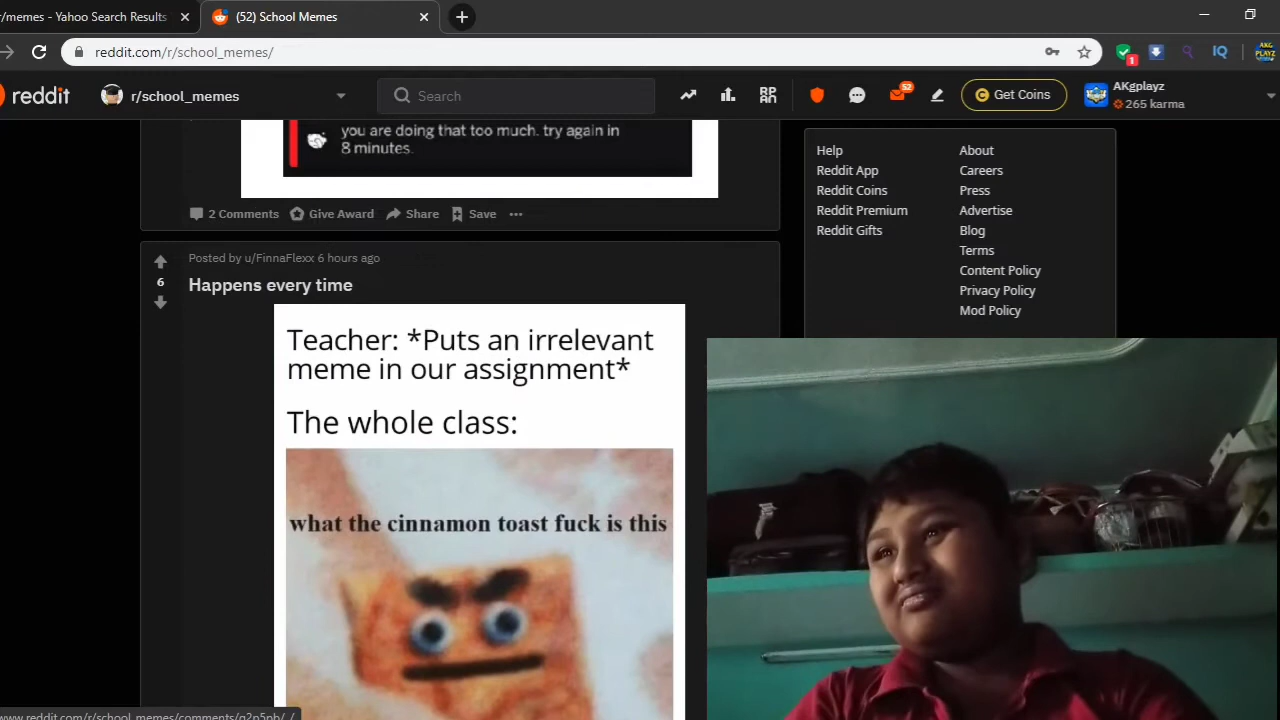 r/memes - Yahoo Search Results
(52) School Memes
reddit.com/r/school_memes/
1
IQ
AKG
PLAYZ
reddit
r/school_memes
Search
52
Get Coins
AKgplayz
265 karma
you are doing that too much. try again in
8 minutes.
2 Comments
Give Award
Share
Save
Help
About
Reddit App
Careers
Reddit Coins
Press
Reddit Premium
Advertise
Reddit Gifts
Blog
Terms
Content Policy
Privacy Policy
Mod Policy
Posted by u/FinnaFlexx 6 hours ago
6
Happens every time
Teacher: *Puts an irrelevant
meme in our assignment*
The whole class:
what the cinnamon toast fuck is this